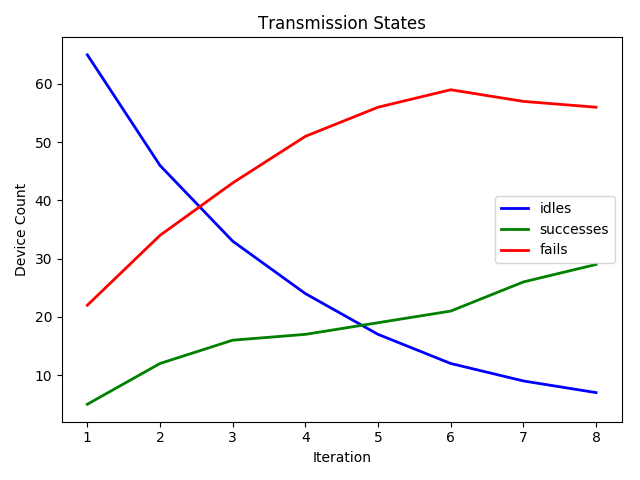 Transmission States
Device Count
60
50
40
30
20
10
idles
successes
fails
1 2 3 4 5 6 7 8
Iteration